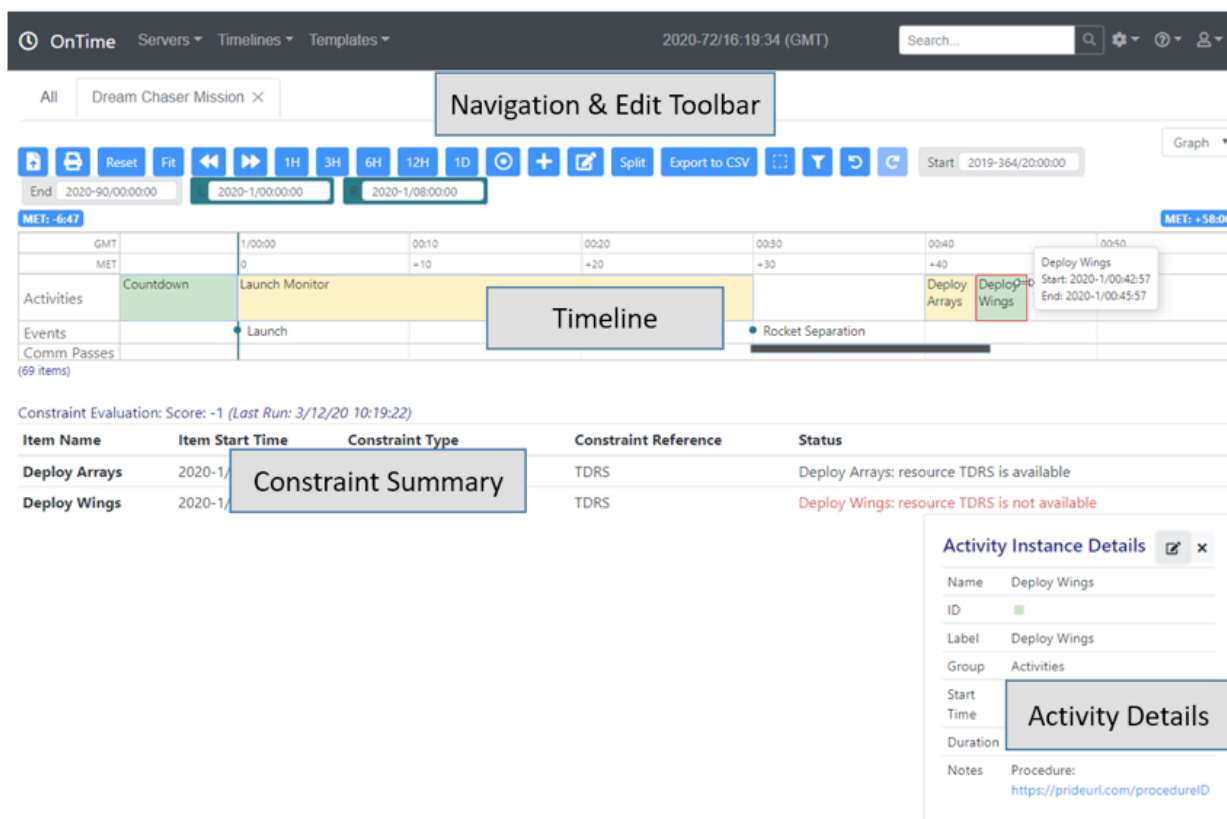 OnTime Servers Timelines Templates 2020-72/16:19:34 (GMT) Search...
All Dream Chaser Mission ×
Navigation & Edit Toolbar
Graph
Reset Fit 1H 3H 6H 12H 1D Split Export to CSV Start 2019-364/20:00:00
End 2020-90/00:00:00 L 2020-1/00:00:00 R 2020-1/08:00:00
MET: -6:47 MET: +58:00
GMT 1/00:00 00:10 00:20 00:30 00:40 00:50
MET 0 +10 +20 +30 +40
Activities Countdown Launch Monitor Deploy Arrays Deploy Wings
Deploy Wings
Start: 2020-1/00:42:57
End: 2020-1/00:45:57
Timeline
Events Launch Rocket Separation
Comm Passes
(69 items)
Constraint Evaluation: Score: -1 (Last Run: 3/12/20 10:19:22)
Item Name Item Start Time Constraint Type Constraint Reference Status
Deploy Arrays 2020-1/ TDRS Deploy Arrays: resource TDRS is available
Constraint Summary
Deploy Wings 2020-1/ TDRS Deploy Wings: resource TDRS is not available
Activity Instance Details ×
Name Deploy Wings
ID
Label Deploy Wings
Group Activities
Start
Time
Activity Details
Duration
Notes Procedure:
https://prideurl.com/procedureID